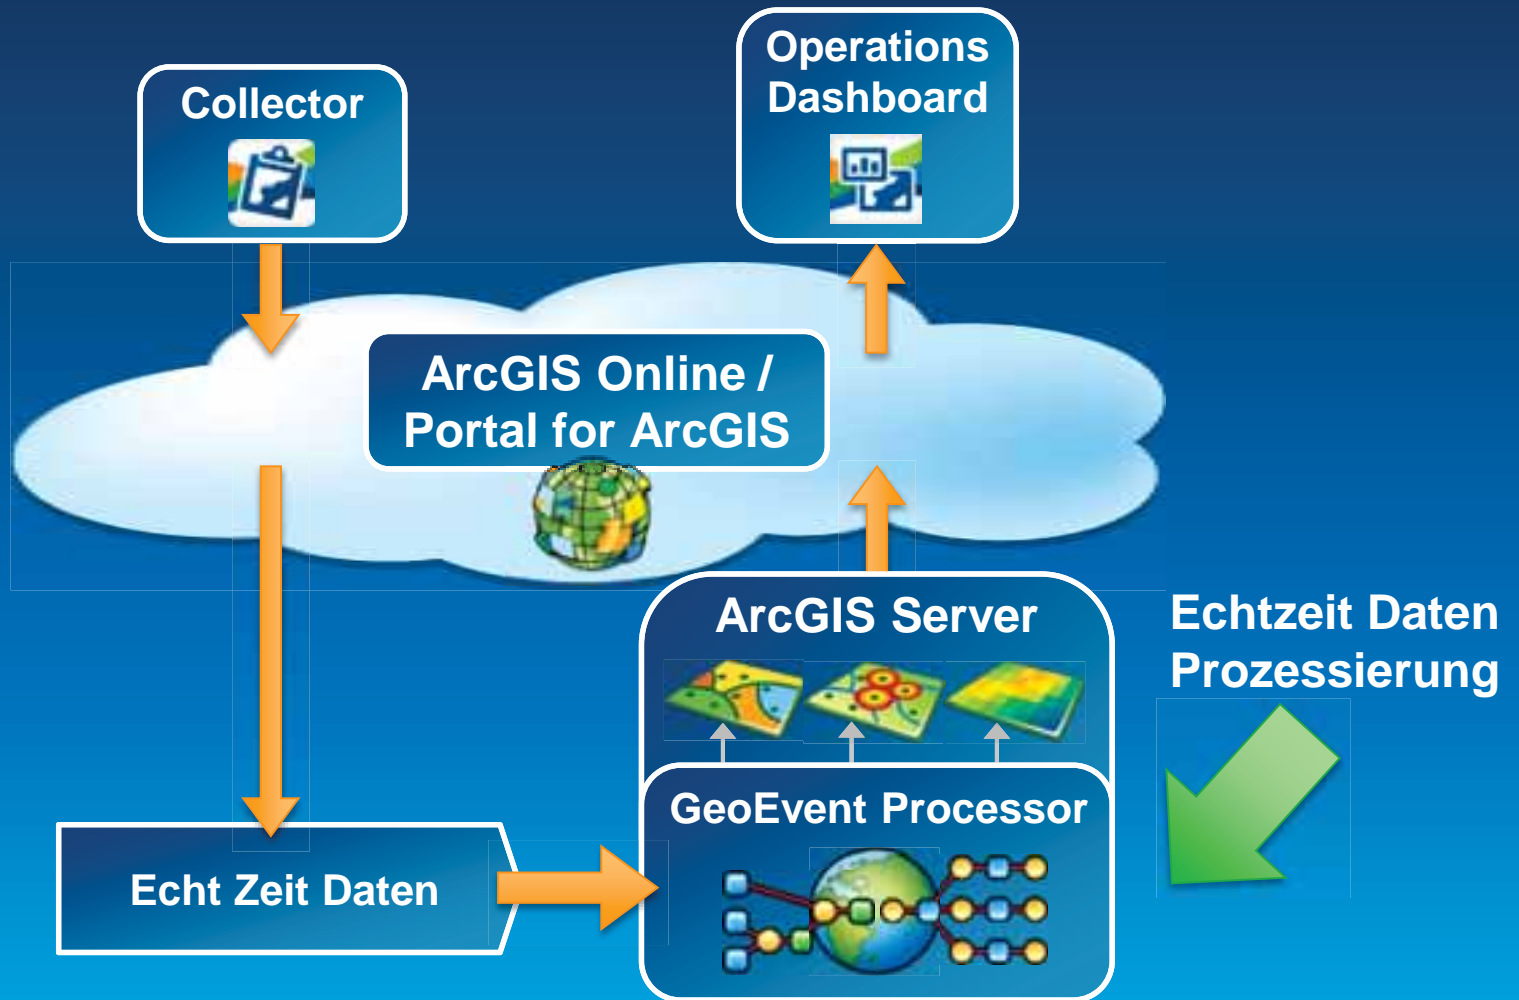 Operations
Dashboard
Collector
ArcGIS Online /
Portal for ArcGIS
ArcGIS Server
Echtzeit Daten
Prozessierung
GeoEvent Processor
Echt Zeit Daten